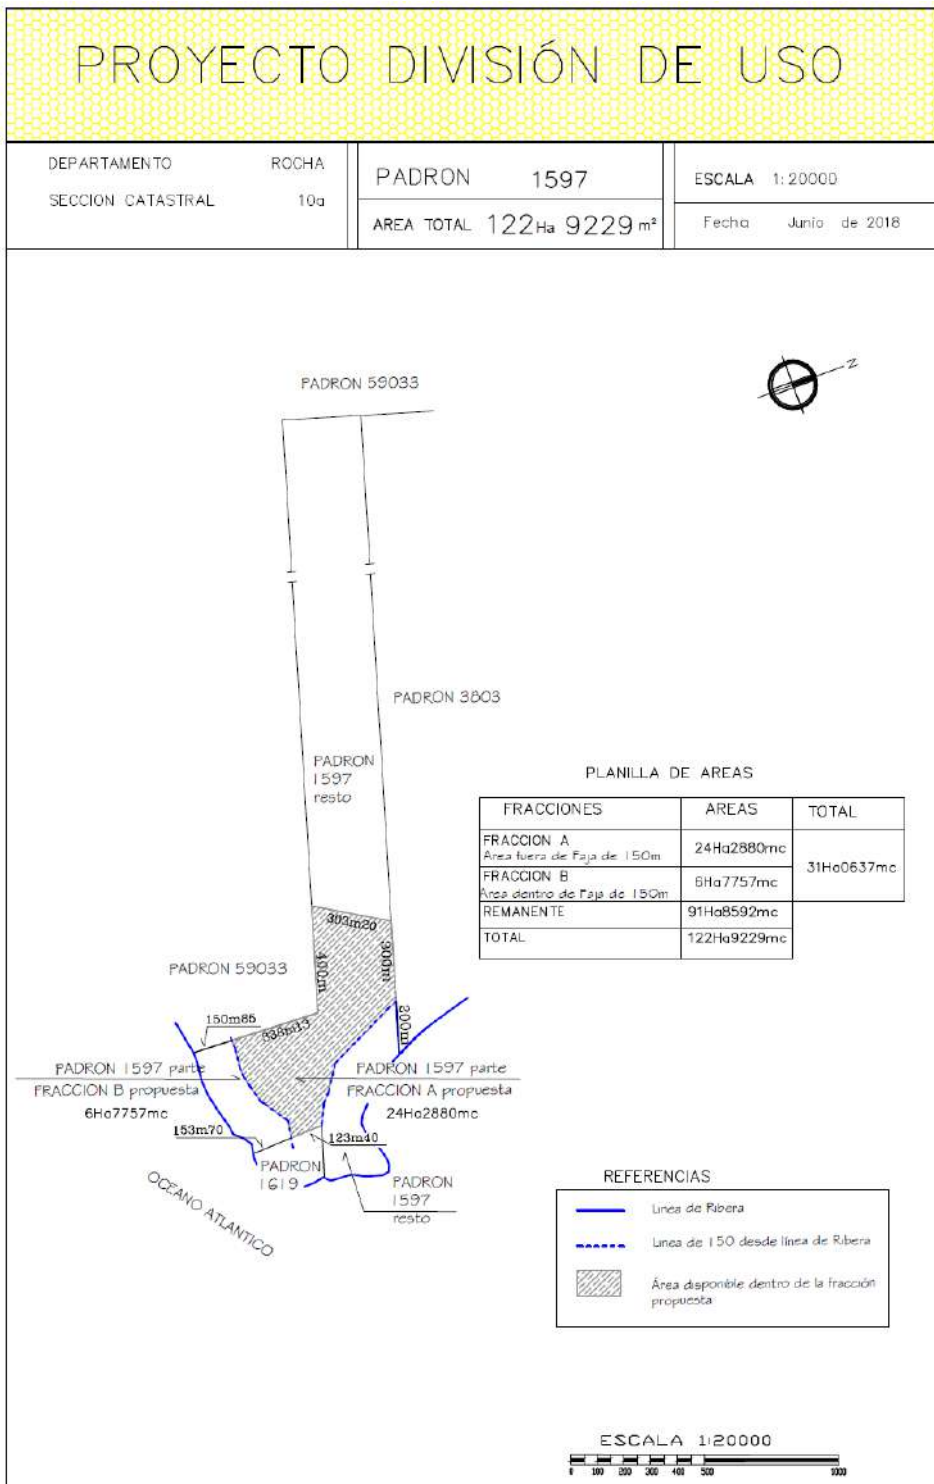 PROYECTO DIVISIÓN DE USO
DEPARTAMENTO ROCHA
SECCION CATASTRAL 10a
PADRON 1597
AREA TOTAL 122Ha 9229 m²
ESCALA 1:20000
Fecha Junio de 2018
N
PADRON 59033
PADRON 3803
PADRON
1597
resto
PLANILLA DE AREAS
FRACCIONES AREAS TOTAL
FRACCION A
Area fuera de Faja de 150m
24Ha2880mc
31Ha0637mc
FRACCION B
Area dentro de Faja de 150m
6Ha7757mc
REMANENTE 91Ha8592mc
TOTAL 122Ha9229mc
303m20
400m
300m
PADRON 59033
200m
150m86
338m13
PADRON 1597 parte
FRACCION B propuesta
6Ha7757mc
PADRON 1597 parte
FRACCION A propuesta
24Ha2880mc
153m70
123m40
PADRON
1619
PADRON
1597
resto
OCEANO ATLANTICO
REFERENCIAS
Linea de Ribera
Linea de 150 desde línea de Ribera
Área disponible dentro de la fracción
propuesta
ESCALA 1:20000
0 100 200 300 400 500 1000